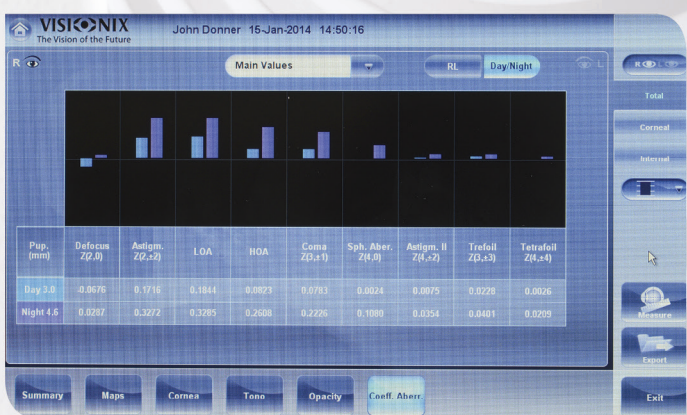 VISIONIX
The Vision of the Future
John Donner 15-Jan-2014 14:50:16
R
Main Values
RL
Day/Night
L
R L
Total
Corneal
Internal
Pup. (mm) Defocus Z(2,0) Astigm. Z(2,±2) LOA HOA Coma Z(3,±1) Sph. Aber. Z(4,0) Astigm. II Z(4,±2) Trefoil Z(3,±3) Tetrafoil Z(4,±4)
Day 3.0 -0.0676 0.1716 0.1844 0.0823 0.0783 0.0024 0.0075 0.0228 0.0026
Night 4.6 0.0287 0.3272 0.3285 0.2608 0.2226 0.1080 0.0354 0.0401 0.0209
Measure
Export
Summary Maps Cornea Tono Opacity Coeff. Aberr. Exit